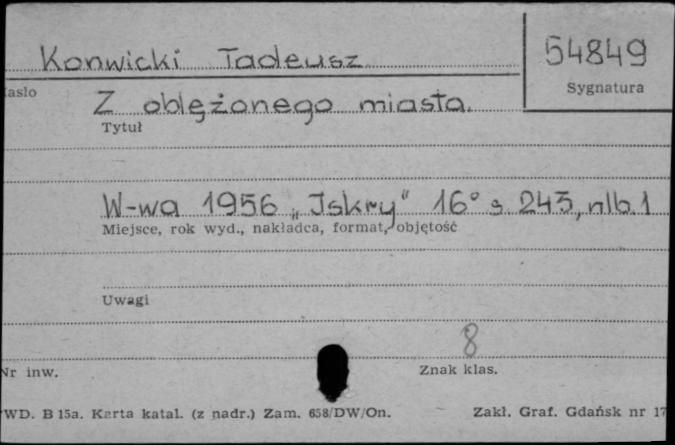 Konwicki Tadeusz
54849
asło
Sygnatura
Z oblężonego miasta.
Tytuł
W-wa 1956 „Iskry" 16° s. 243, nlb. 1
Miejsce, rok wyd., nakładca, format, objętość
Uwagi
8
Nr inw.
Znak klas.
WD. B 15a. Karta katal. (z nadr.) Zam. 658/DW/On.
Zakł. Graf. Gdańsk nr 17